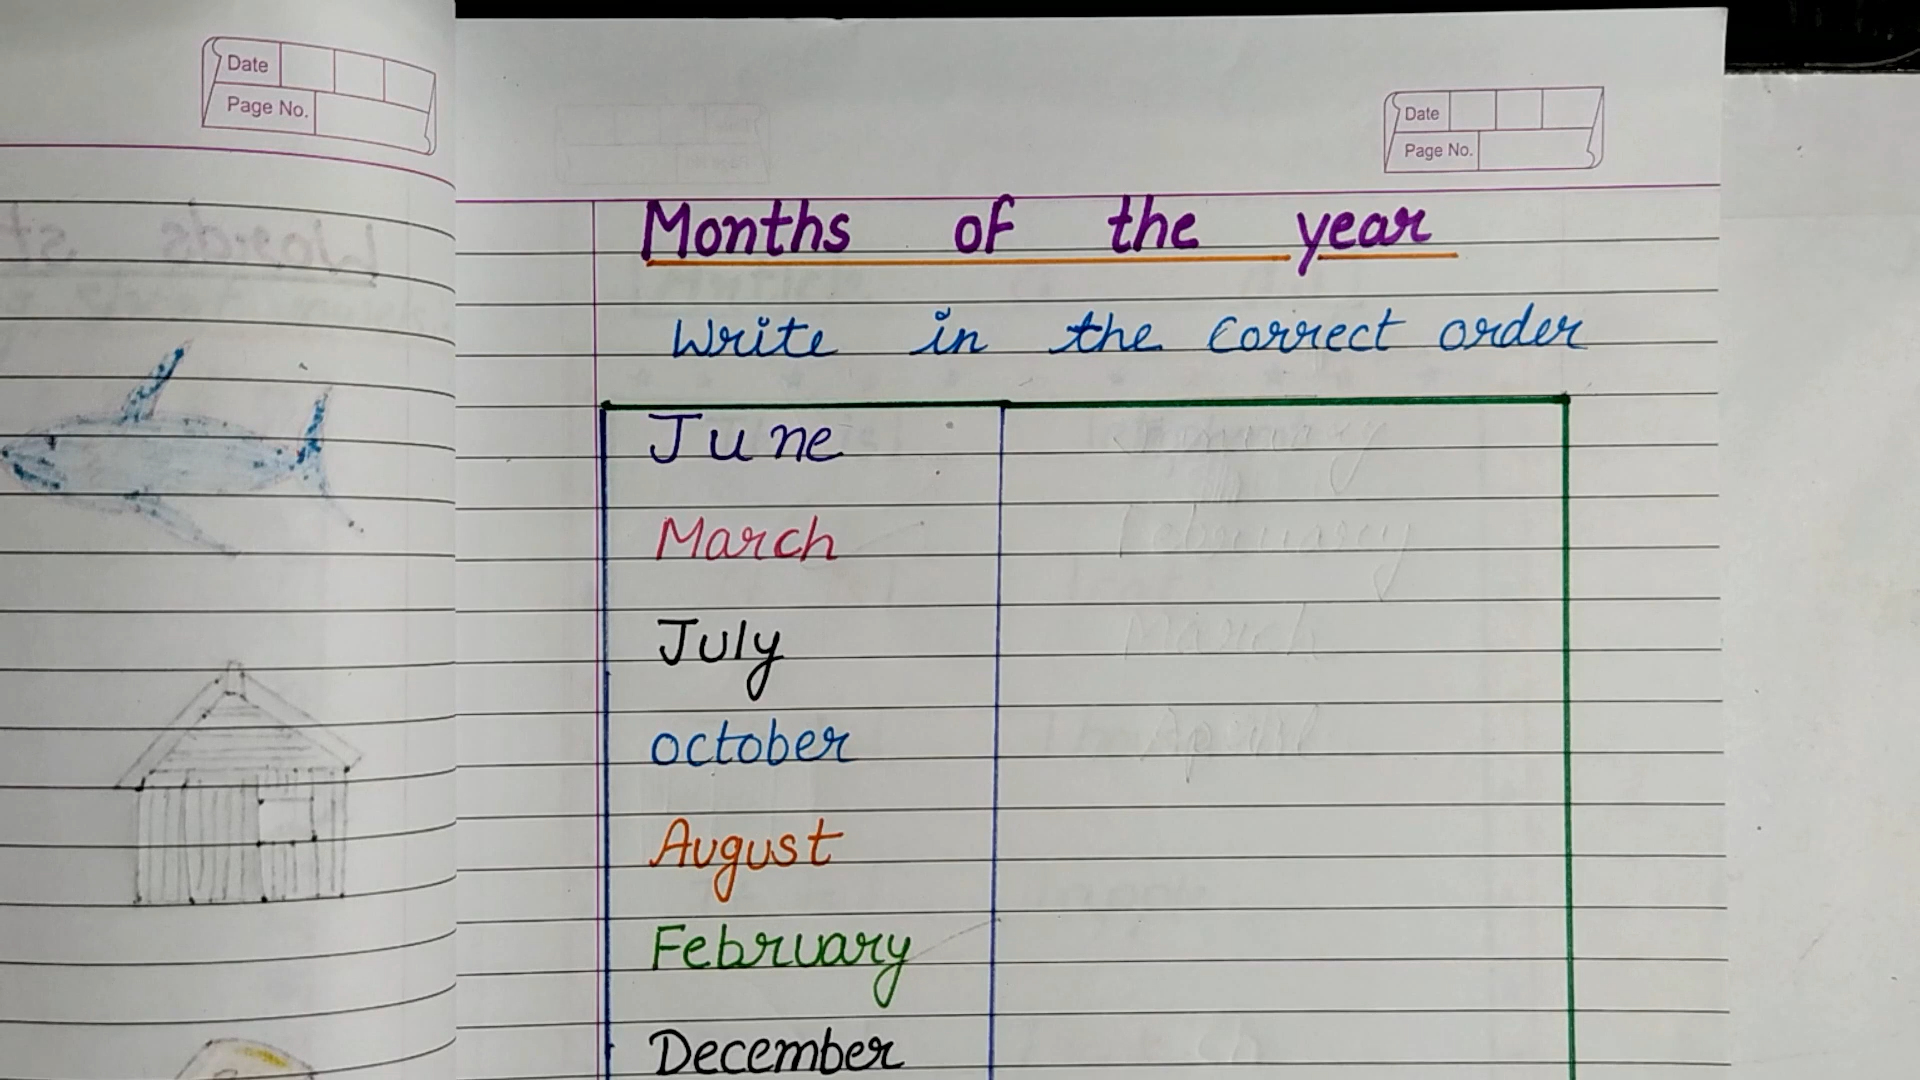 Date
Page No.
Date
Page No.
Months of the year
Write in the correct order
June
March
July
october
August
February
December